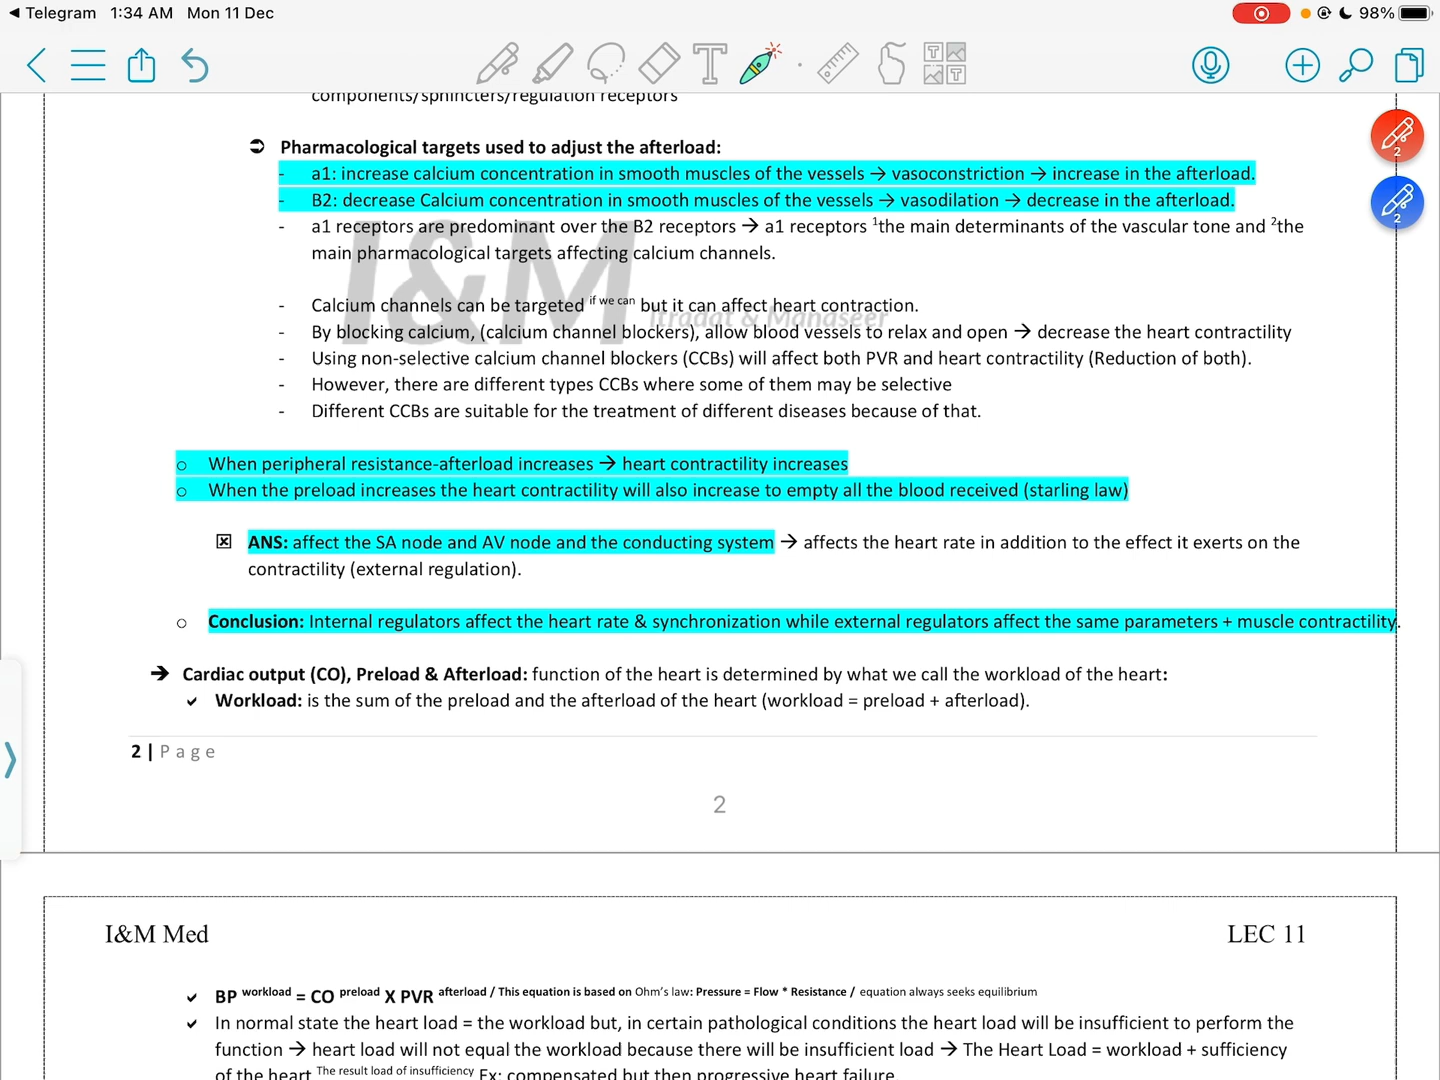 ◄ Telegram 1:34 AM Mon 11 Dec 98%
components/sphincters/regulation receptors
➲ Pharmacological targets used to adjust the afterload:
- a1: increase calcium concentration in smooth muscles of the vessels → vasoconstriction → increase in the afterload.
- B2: decrease Calcium concentration in smooth muscles of the vessels → vasodilation → decrease in the afterload.
- a1 receptors are predominant over the B2 receptors → a1 receptors ¹the main determinants of the vascular tone and ²the
main pharmacological targets affecting calcium channels.
I&M
Itradat & Manaseer
- Calcium channels can be targeted if we can but it can affect heart contraction.
- By blocking calcium, (calcium channel blockers), allow blood vessels to relax and open → decrease the heart contractility
- Using non-selective calcium channel blockers (CCBs) will affect both PVR and heart contractility (Reduction of both).
- However, there are different types CCBs where some of them may be selective
- Different CCBs are suitable for the treatment of different diseases because of that.
o When peripheral resistance-afterload increases → heart contractility increases
o When the preload increases the heart contractility will also increase to empty all the blood received (starling law)
☒ ANS: affect the SA node and AV node and the conducting system → affects the heart rate in addition to the effect it exerts on the
contractility (external regulation).
o Conclusion: Internal regulators affect the heart rate & synchronization while external regulators affect the same parameters + muscle contractility.
➔ Cardiac output (CO), Preload & Afterload: function of the heart is determined by what we call the workload of the heart:
✓ Workload: is the sum of the preload and the afterload of the heart (workload = preload + afterload).
2 | Page
2
I&M Med LEC 11
✓ BP workload = CO preload X PVR afterload / This equation is based on Ohm's law: Pressure = Flow * Resistance / equation always seeks equilibrium
✓ In normal state the heart load = the workload but, in certain pathological conditions the heart load will be insufficient to perform the
function → heart load will not equal the workload because there will be insufficient load → The Heart Load = workload + sufficiency
of the heart The result load of insufficiency Ex: compensated but then progressive heart failure.
2
2